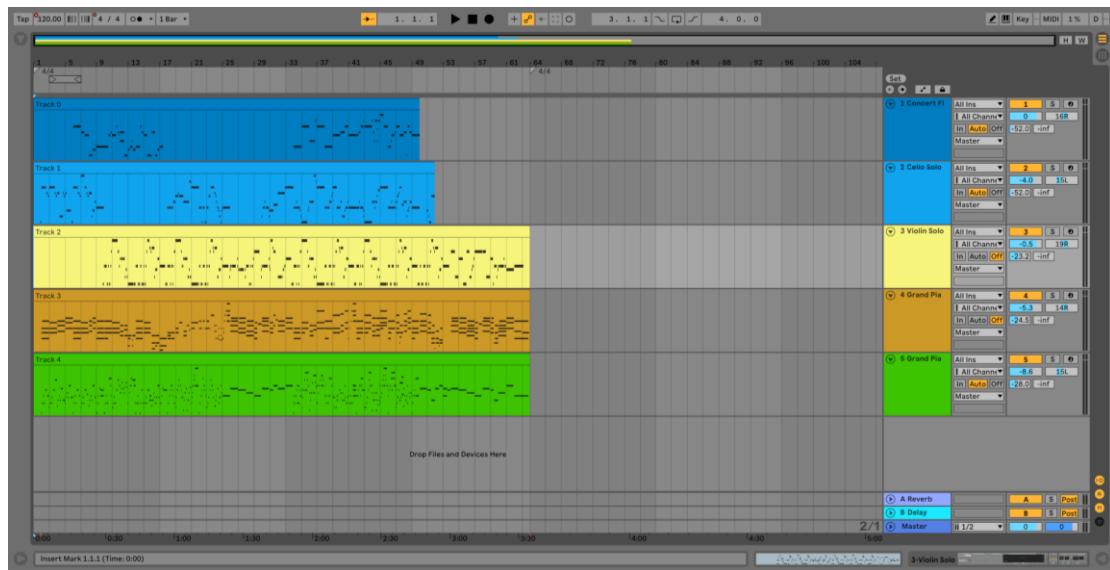 Tap 120.00 4 / 4 1 Bar 1. 1. 1 3. 1. 1 4. 0. 0 Key MIDI 1 % D
H W
1 5 9 13 17 21 25 29 33 37 41 45 49 53 57 61 64 68 72 76 80 84 88 92 96 100 104
4/4 4/4
Set
Track 0 1 Concert Fl All Ins 1 S
All Channe 0 16R
In Auto Off -52.0 -inf
Master
Track 1 2 Cello Solo All Ins 2 S
All Channe -4.0 15L
In Auto Off -52.0 -inf
Master
Track 2 3 Violin Solo All Ins 3 S
All Channe -0.5 19R
In Auto Off -23.2 -inf
Master
Track 3 4 Grand Pia All Ins 4 S
All Channe -5.3 14R
In Auto Off -24.5 -inf
Master
Track 4 5 Grand Pia All Ins 5 S
All Channe -8.6 15L
In Auto Off -28.0 -inf
Master
Drop Files and Devices Here
A Reverb A S Post
B Delay B S Post
2/1 Master 1/2 0 0
0:00 0:30 1:00 1:30 2:00 2:30 3:00 3:30 4:00 4:30 5:00
Insert Mark 1.1.1 (Time: 0:00) 3-Violin Solo